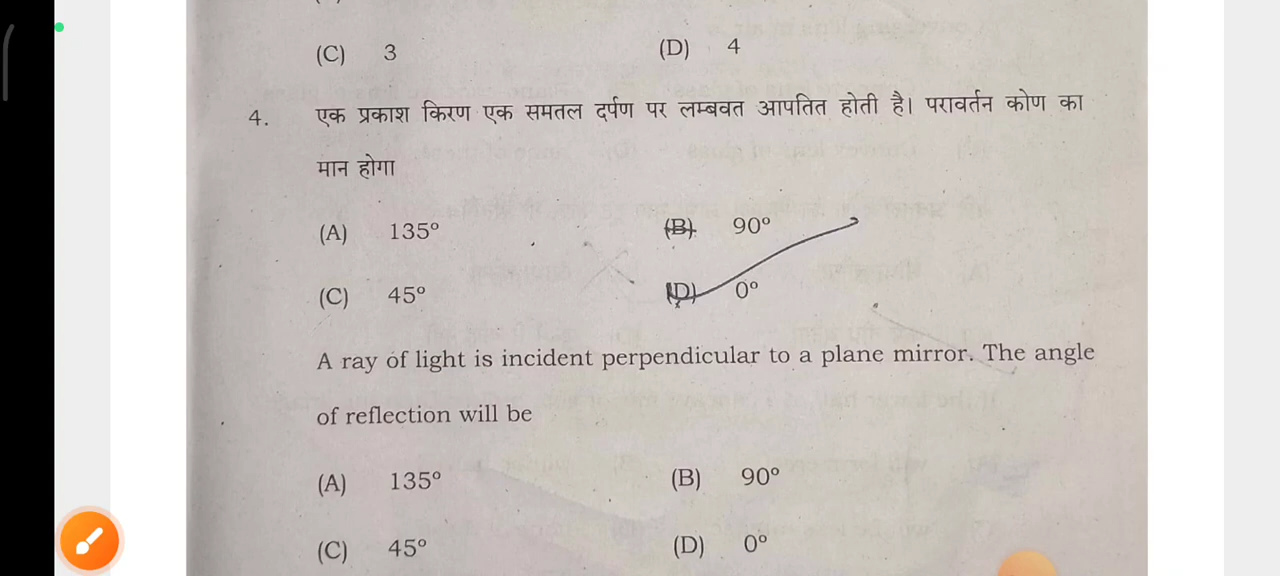 (C) 3 (D) 4
4. एक प्रकाश किरण एक समतल दर्पण पर लम्बवत आपतित होती है। परावर्तन कोण का
मान होगा
(A) 135° (B) 90°
(C) 45° (D) 0°
A ray of light is incident perpendicular to a plane mirror. The angle
of reflection will be
(A) 135° (B) 90°
(C) 45° (D) 0°